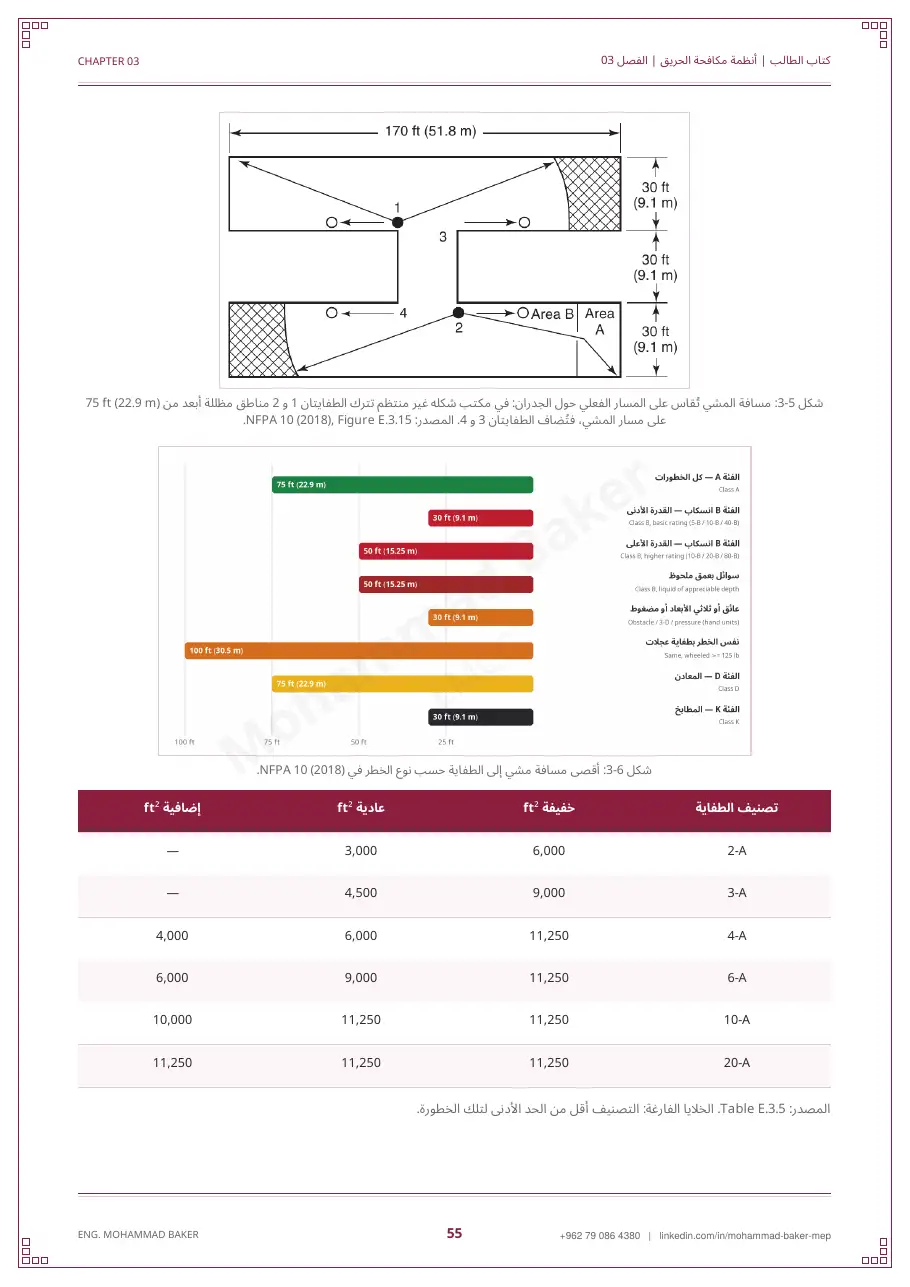 كتاب الطالب | أنظمة مكافحة الحريق | الفصل 03
CHAPTER 03
170 ft (51.8 m)
30 ft
(9.1 m)
1
3
30 ft
(9.1 m)
4
2
Area B
Area
A
30 ft
(9.1 m)
شكل 5-3: مسافة المشي تُقاس على المسار الفعلي حول الجدران: في مكتب شكله غير منتظم تترك الطفايتان 1 و 2 مناطق مظللة أبعد من 75 ft (22.9 m)
على مسار المشي، فتُضاف الطفايتان 3 و 4. المصدر: NFPA 10 (2018), Figure E.3.15.
الفئة A — كل الخطورات
Class A
75 ft (22.9 m)
الفئة B انسكاب — القدرة الأدنى
Class B, basic rating (5-B / 10-B / 40-B)
30 ft (9.1 m)
الفئة B انسكاب — القدرة الأعلى
Class B, higher rating (10-B / 20-B / 80-B)
50 ft (15.25 m)
سوائل بعمق ملحوظ
Class B, liquid of appreciable depth
50 ft (15.25 m)
عائق أو ثلاثي الأبعاد أو مضغوط
Obstacle / 3-D / pressure (hand units)
30 ft (9.1 m)
نفس الخطر بطفاية عجلات
Same, wheeled >= 125 lb
100 ft (30.5 m)
الفئة D — المعادن
Class D
75 ft (22.9 m)
الفئة K — المطابخ
Class K
30 ft (9.1 m)
100 ft 75 ft 50 ft 25 ft
Mohammad Baker
شكل 6-3: أقصى مسافة مشي إلى الطفاية حسب نوع الخطر في NFPA 10 (2018).
تصنيف الطفاية خفيفة ft² عادية ft² إضافية ft²
2-A 6,000 3,000 —
3-A 9,000 4,500 —
4-A 11,250 6,000 4,000
6-A 11,250 9,000 6,000
10-A 11,250 11,250 10,000
20-A 11,250 11,250 11,250
المصدر: Table E.3.5. الخلايا الفارغة: التصنيف أقل من الحد الأدنى لتلك الخطورة.
ENG. MOHAMMAD BAKER
55
+962 79 086 4380 | linkedin.com/in/mohammad-baker-mep